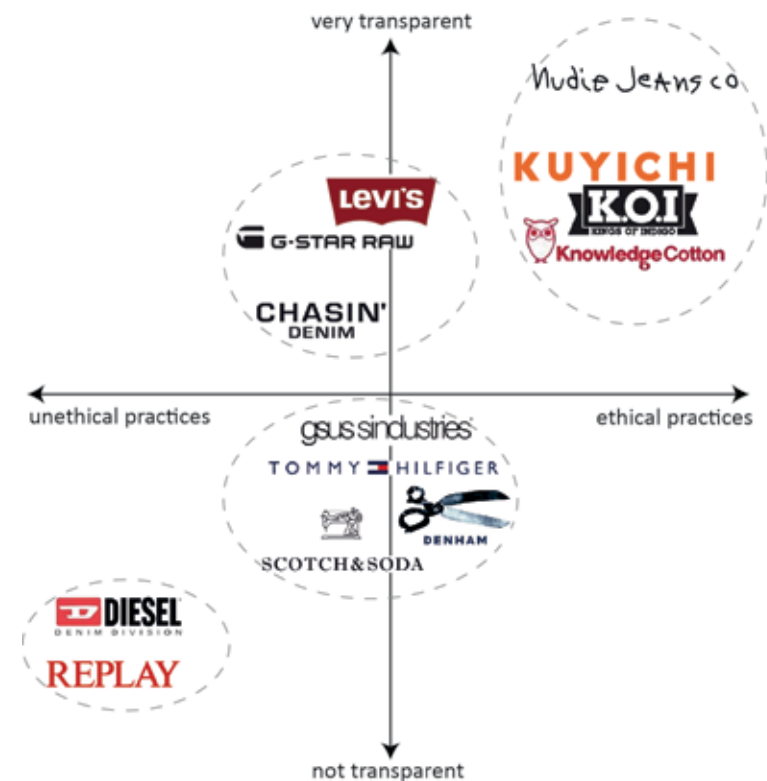 very transparent
nudie Jeans co
KUYICHI
LEVI'S
K.O.I
KINGS OF INDIGO
G-STAR RAW
KnowledgeCotton
CHASIN'
DENIM
unethical practices
ethical practices
gsus sindustries
TOMMY HILFIGER
DENHAM
SCOTCH & SODA
D DIESEL
DENIM DIVISION
REPLAY
not transparent